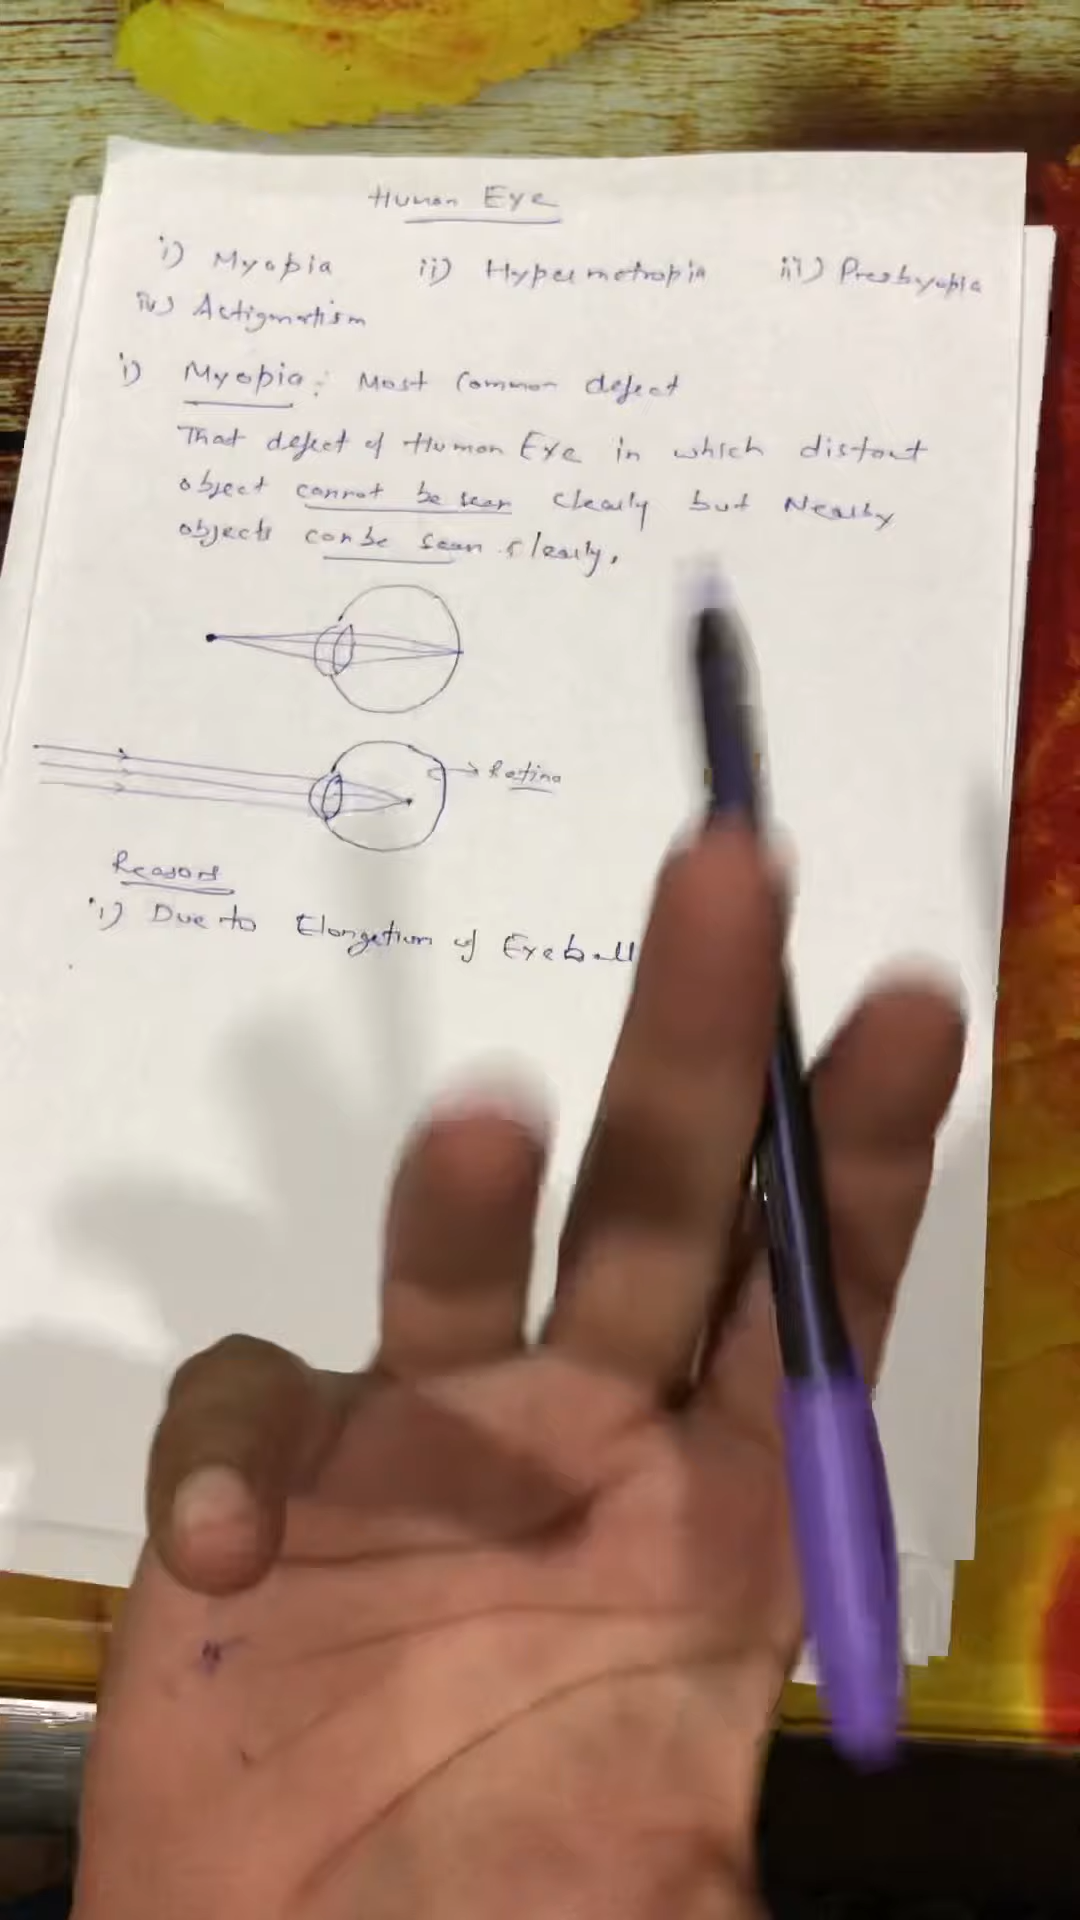 Human Eye
i) Myopia ii) Hypermetropia iii) Presbyopia
iv) Astigmatism
i) Myopia: Most Common defect
That defect of Human Eye in which distant
object cannot be seen clearly but Nearby
objects can be seen clearly.
→ Retina
Reasons
i) Due to Elongation of Eyeball